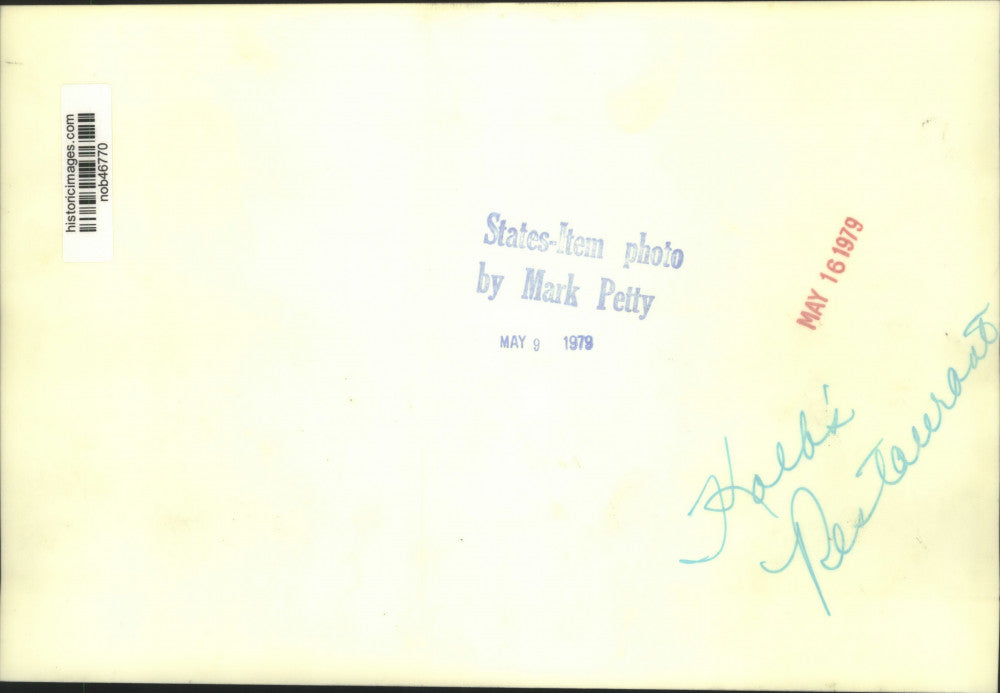 historicimages.com
nob46770
States-Item photo
by Mark Petty
MAY 9 1979
MAY 16 1979
Kolb's
Restaurant